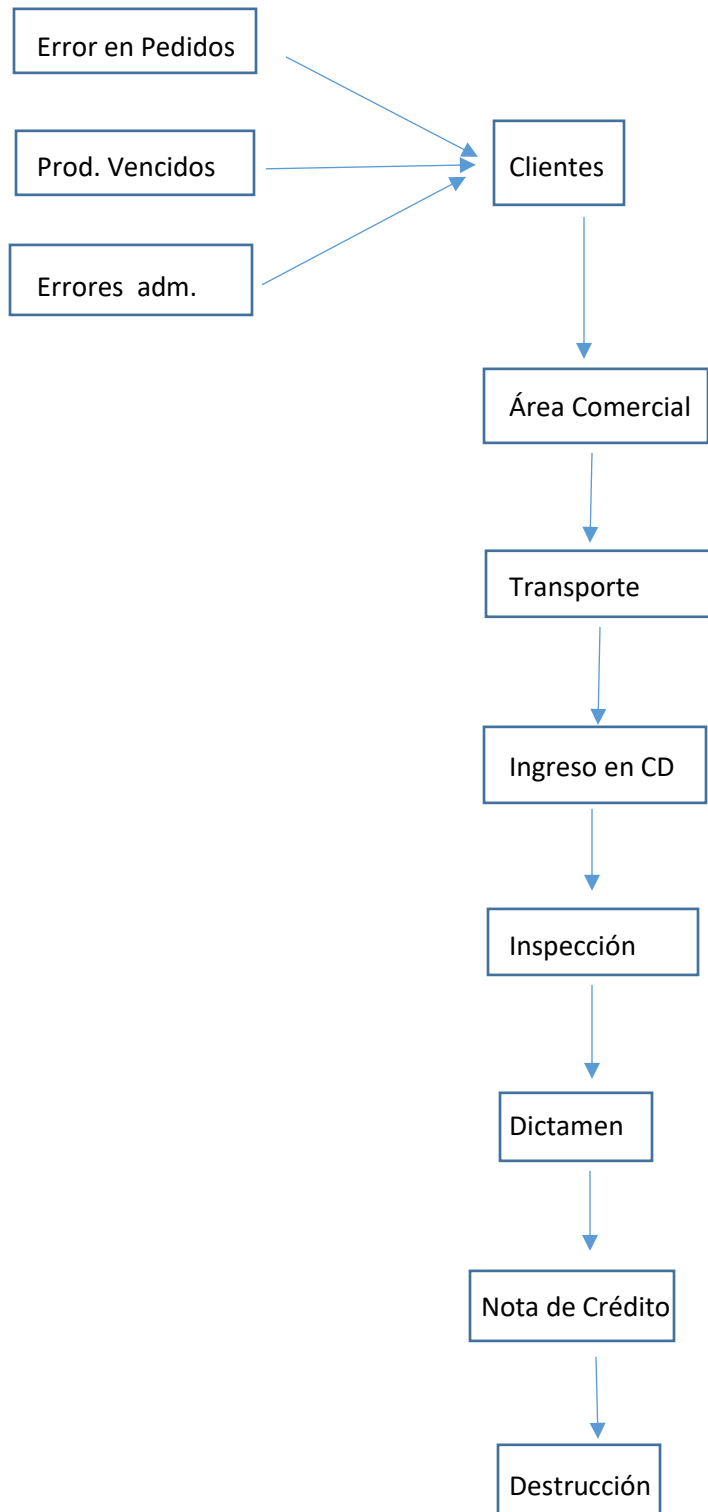 Error en Pedidos
Prod. Vencidos
Clientes
Errores adm.
Área Comercial
Transporte
Ingreso en CD
Inspección
Dictamen
Nota de Crédito
Destrucción